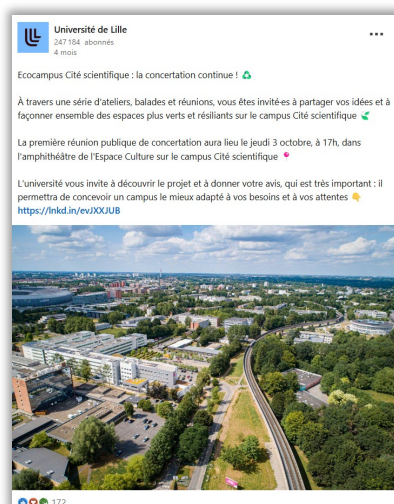 Université de Lille
247 184 abonnés
4 mois
Ecocampus Cité scientifique : la concertation continue !
À travers une série d'ateliers, balades et réunions, vous êtes invité·es à partager vos idées et à
façonner ensemble des espaces plus verts et résiliants sur le campus Cité scientifique
La première réunion publique de concertation aura lieu le jeudi 3 octobre, à 17h, dans
l'amphithéâtre de l'Espace Culture sur le campus Cité scientifique
L'université vous invite à découvrir le projet et à donner votre avis, qui est très important : il
permettra de concevoir un campus le mieux adapté à vos besoins et à vos attentes
https://lnkd.in/evJXXJUB
172